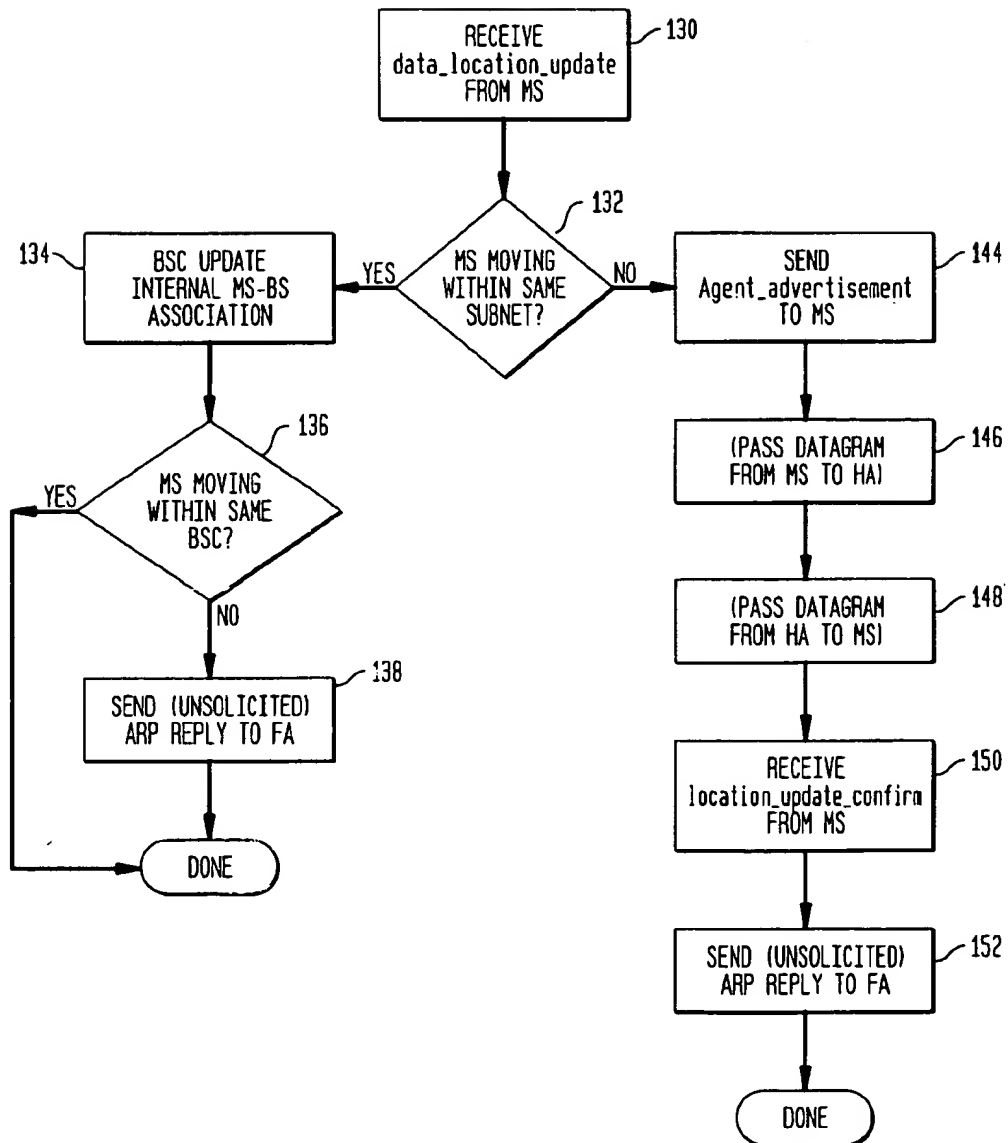 RECEIVE
data_location_update
FROM MS
130
MS MOVING
WITHIN SAME
SUBNET?
132
YES
NO
BSC UPDATE
INTERNAL MS-BS
ASSOCIATION
134
MS MOVING
WITHIN SAME
BSC?
136
YES
NO
SEND (UNSOLICITED)
ARP REPLY TO FA
138
DONE
SEND
Agent_advertisement
TO MS
144
(PASS DATAGRAM
FROM MS TO HA)
146
(PASS DATAGRAM
FROM HA TO MS)
148
RECEIVE
location_update_confirm
FROM MS
150
SEND (UNSOLICITED)
ARP REPLY TO FA
152
DONE